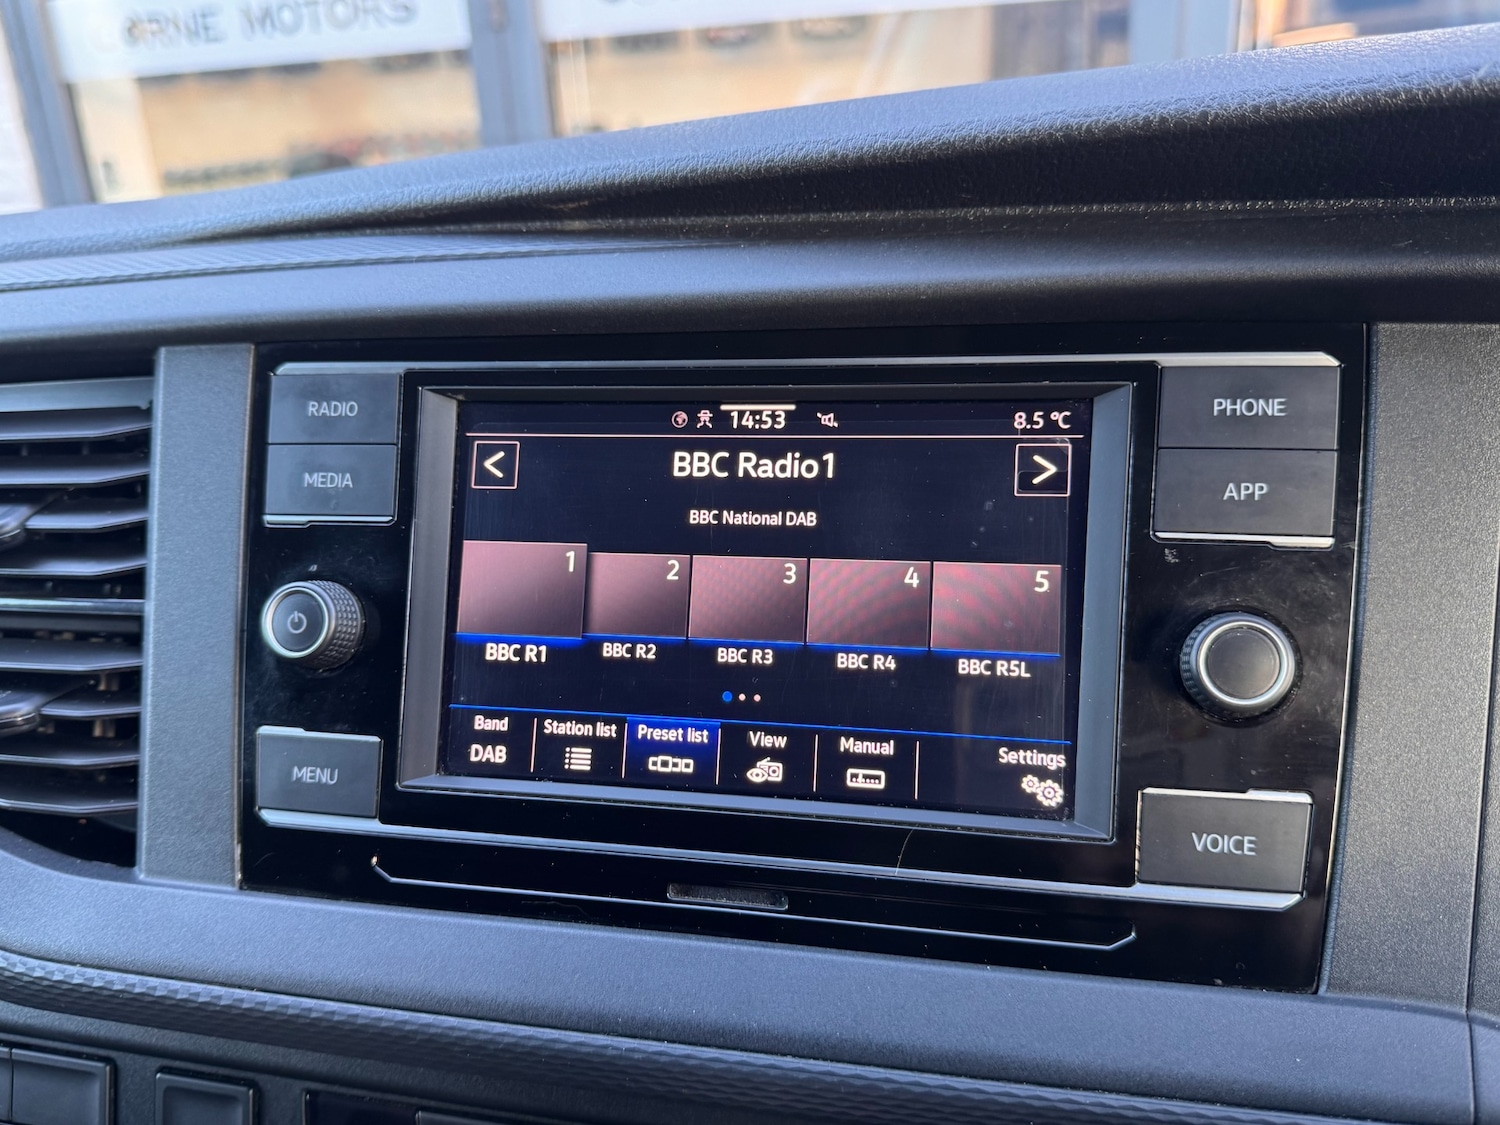 MOTORS
RADIO
MEDIA
MENU
PHONE
APP
VOICE
14:53
8.5 °C
<
BBC Radio1
>
BBC National DAB
1 2 3 4 5
BBC R1 BBC R2 BBC R3 BBC R4 BBC R5L
Band Station list Preset list View Manual Settings
DAB